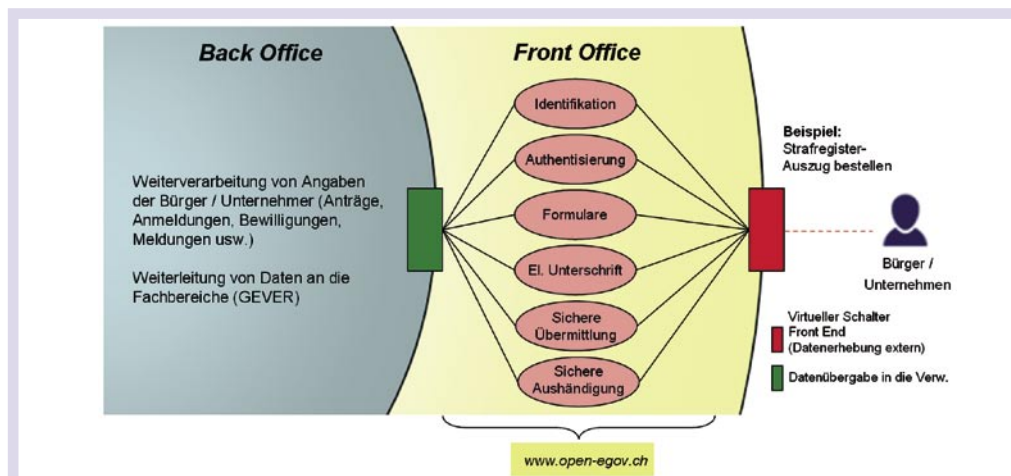 Back Office
Front Office
Identifikation
Authentisierung
Formulare
El. Unterschrift
Sichere
Übermittlung
Sichere
Aushändigung
Weiterverarbeitung von Angaben
der Bürger / Unternehmer (Anträge,
Anmeldungen, Bewilligungen,
Meldungen usw.)
Weiterleitung von Daten an die
Fachbereiche (GEVER)
Beispiel:
Strafregister-
Auszug bestellen
Bürger /
Unternehmen
Virtueller Schalter
Front End
(Datenerhebung extern)
Datenübergabe in die Verw.
www.open-egov.ch